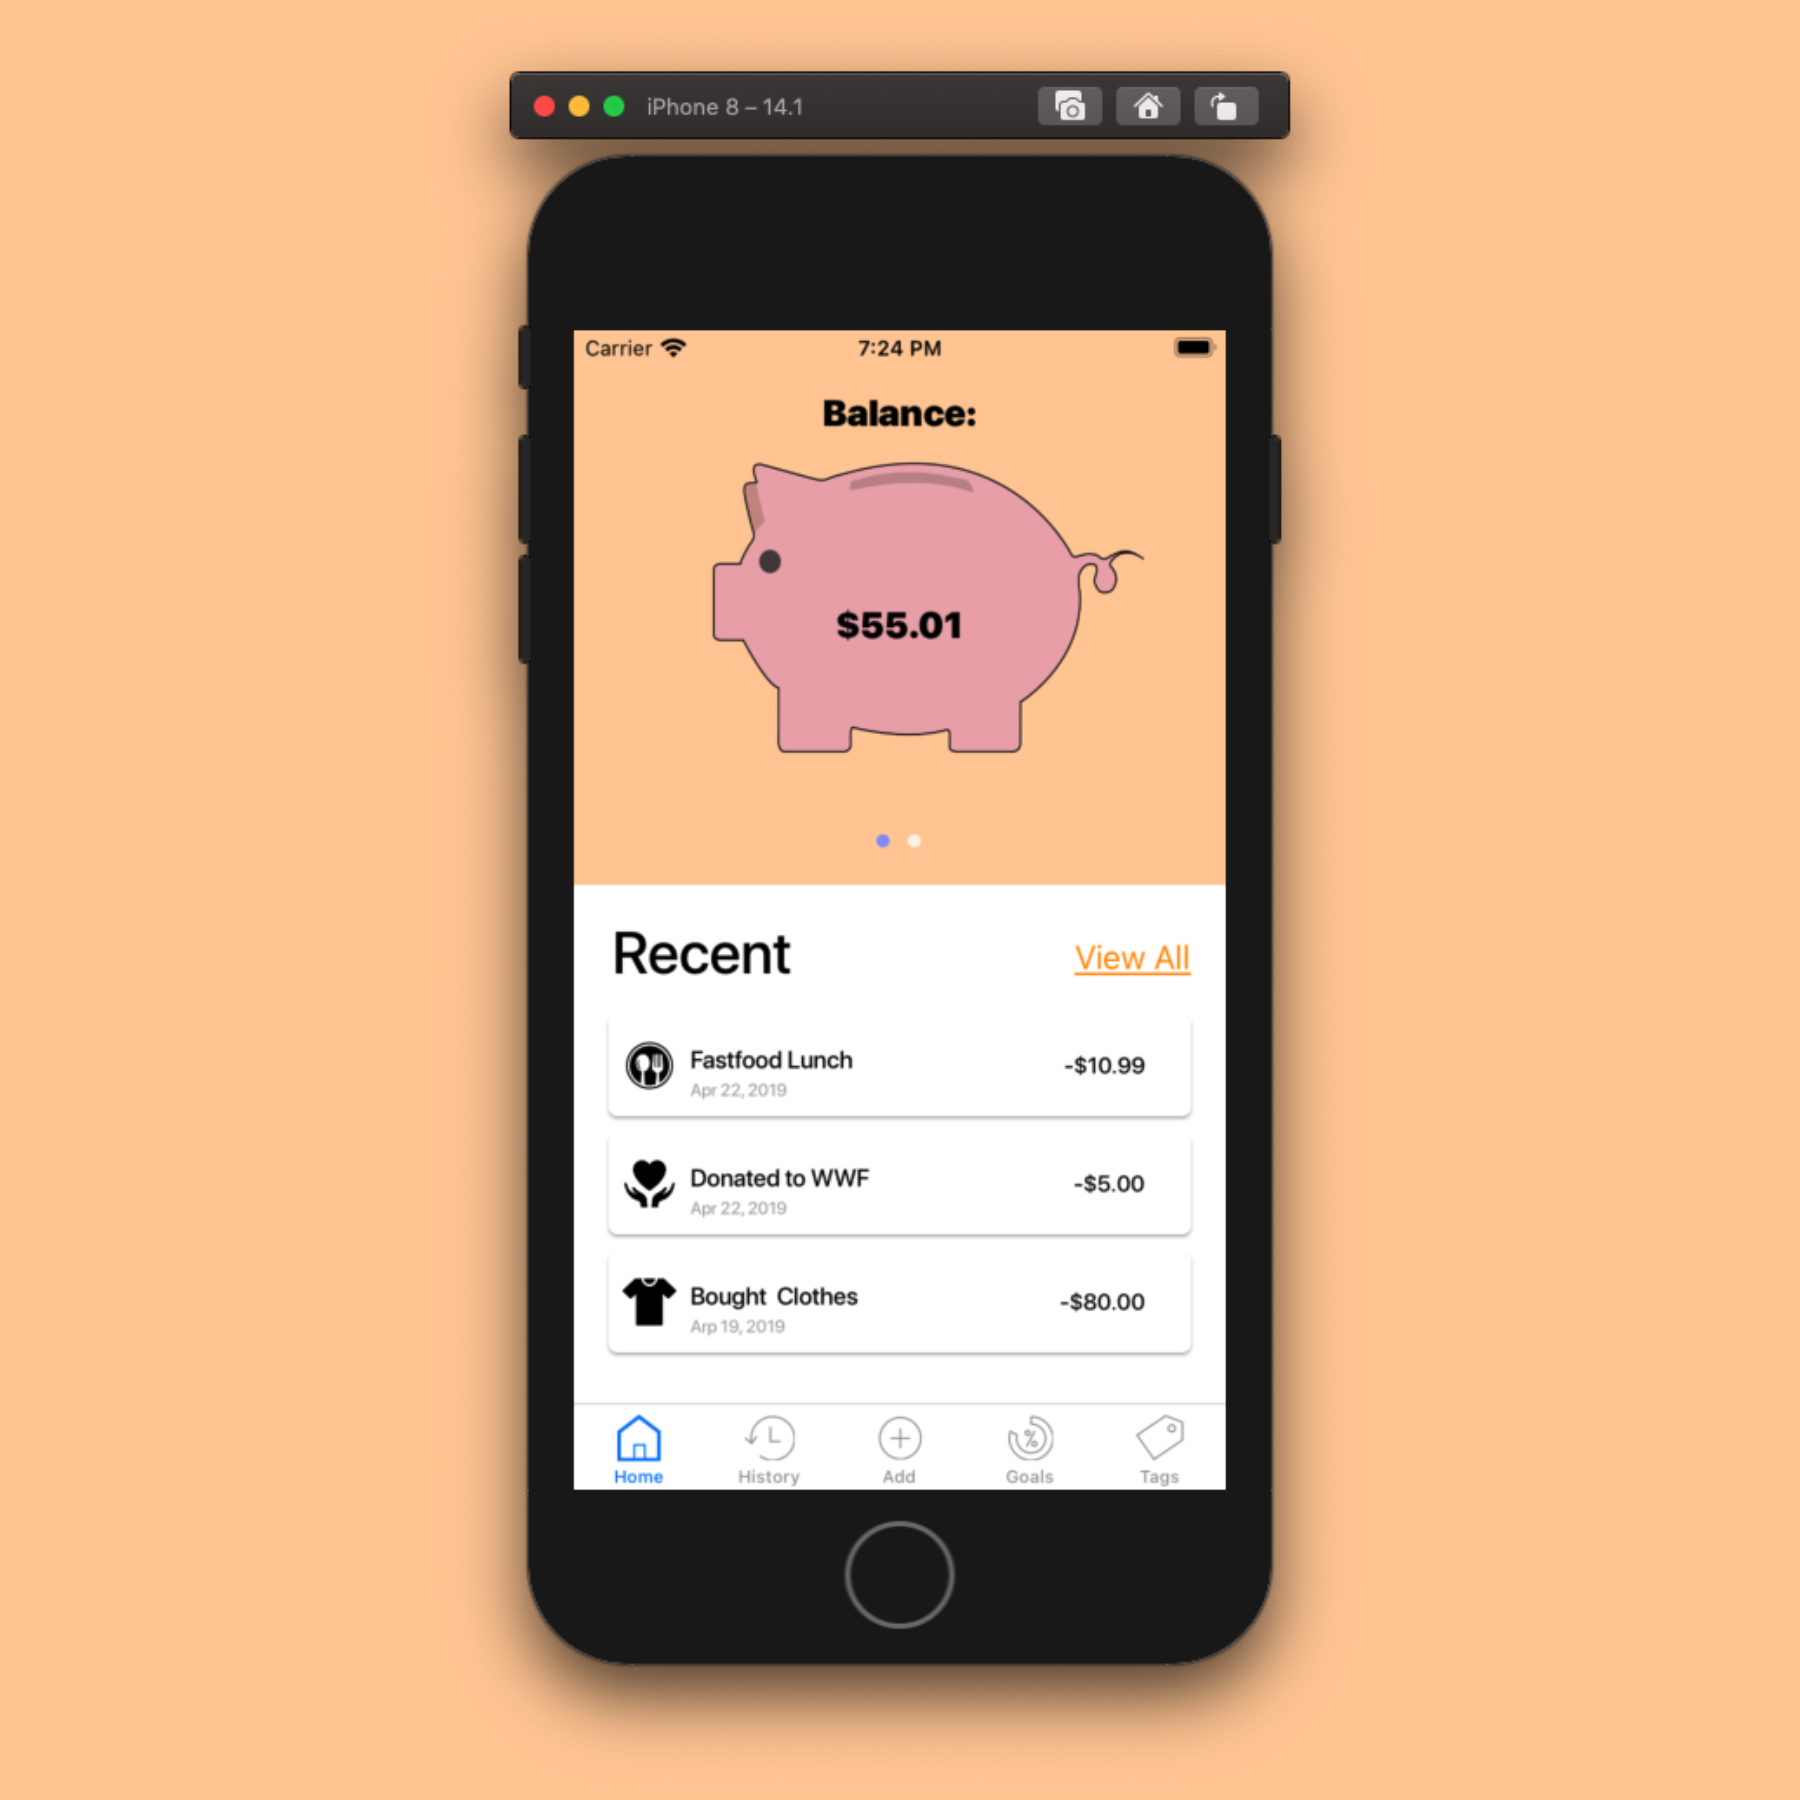 iPhone 8 – 14.1
Carrier
7:24 PM
Balance:
$55.01
Recent
View All
Fastfood Lunch
-$10.99
Apr 22, 2019
Donated to WWF
-$5.00
Apr 22, 2019
Bought  Clothes
-$80.00
Arp 19, 2019
Home
History
Add
Goals
Tags